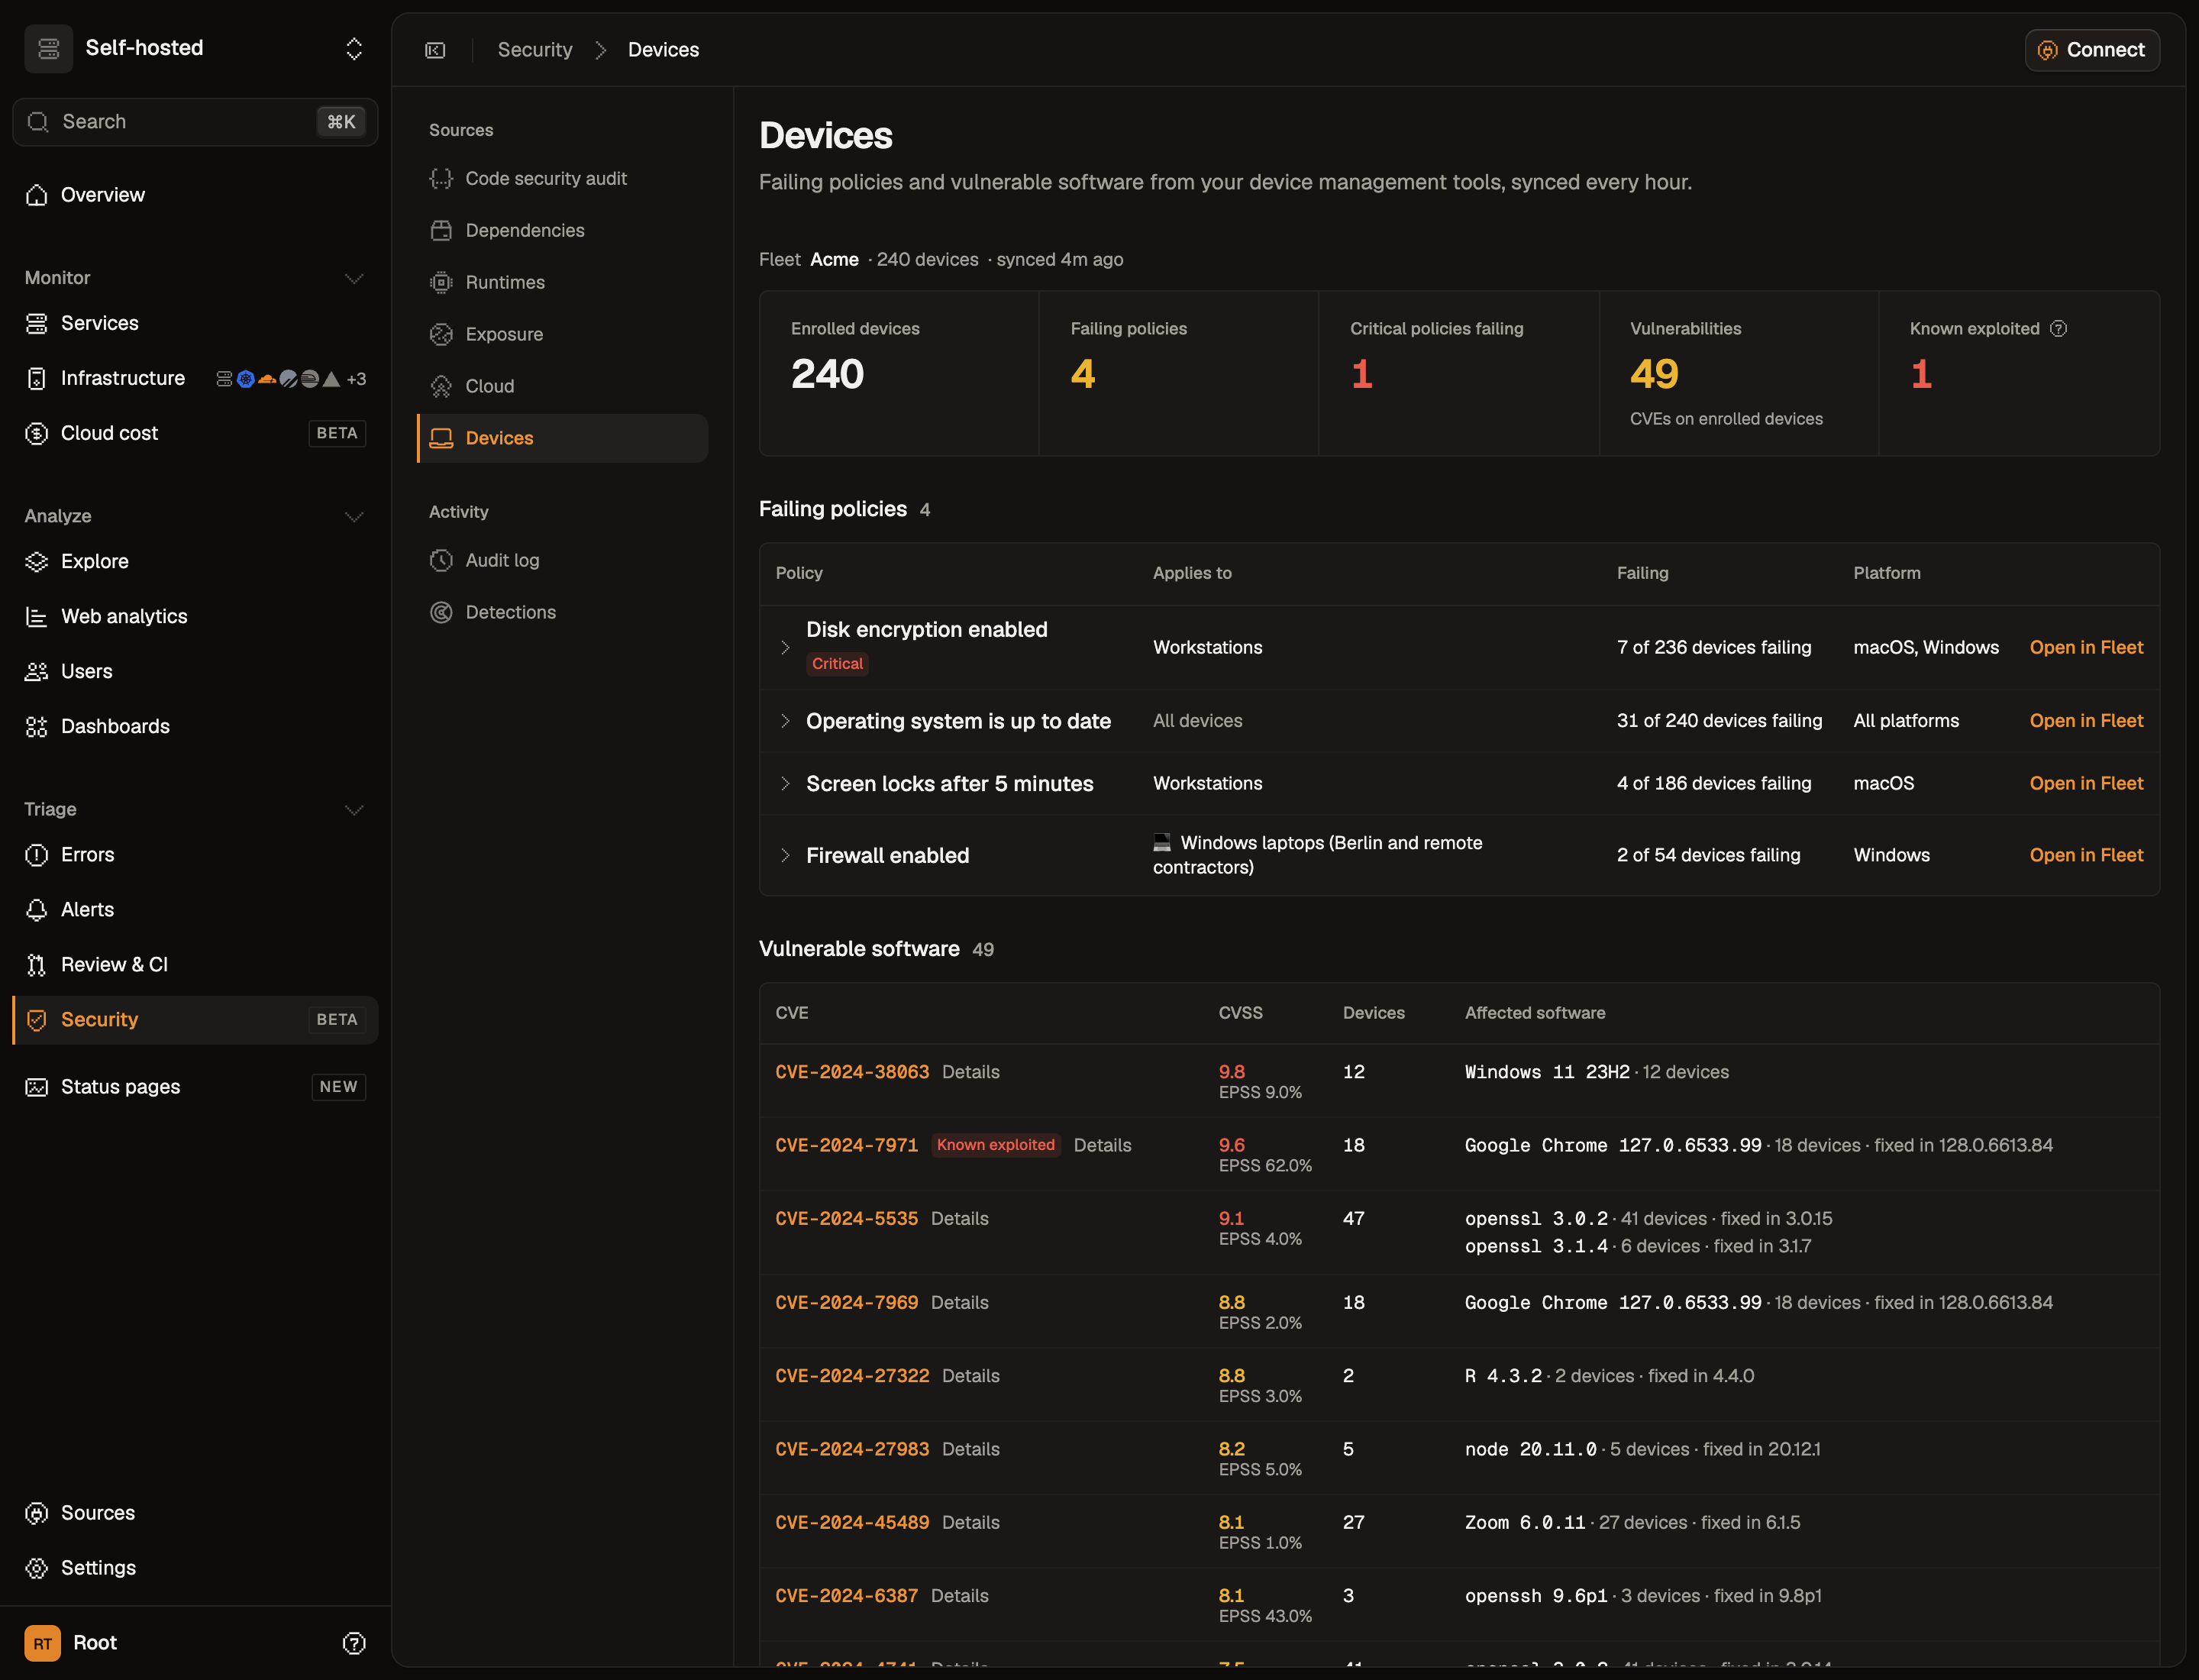 Self-hosted
Search ⌘K
Overview
Monitor
Services
Infrastructure +3
Cloud cost BETA
Analyze
Explore
Web analytics
Users
Dashboards
Triage
Errors
Alerts
Review & CI
Security BETA
Status pages NEW
Sources
Settings
RT Root
Security Devices
Connect
Sources
Code security audit
Dependencies
Runtimes
Exposure
Cloud
Devices
Activity
Audit log
Detections
Devices
Failing policies and vulnerable software from your device management tools, synced every hour.
Fleet Acme · 240 devices · synced 4m ago
Enrolled devices
240
Failing policies
4
Critical policies failing
1
Vulnerabilities
49
CVEs on enrolled devices
Known exploited
1
Failing policies 4
Policy Applies to Failing Platform
Disk encryption enabled
Critical
Workstations 7 of 236 devices failing macOS, Windows Open in Fleet
Operating system is up to date All devices 31 of 240 devices failing All platforms Open in Fleet
Screen locks after 5 minutes Workstations 4 of 186 devices failing macOS Open in Fleet
Firewall enabled
Windows laptops (Berlin and remote
contractors)
2 of 54 devices failing Windows Open in Fleet
Vulnerable software 49
CVE CVSS Devices Affected software
CVE-2024-38063 Details 9.8 12 Windows 11 23H2 · 12 devices
EPSS 9.0%
CVE-2024-7971 Known exploited Details 9.6 18 Google Chrome 127.0.6533.99 · 18 devices · fixed in 128.0.6613.84
EPSS 62.0%
CVE-2024-5535 Details 9.1 47 openssl 3.0.2 · 41 devices · fixed in 3.0.15
EPSS 4.0%
openssl 3.1.4 · 6 devices · fixed in 3.1.7
CVE-2024-7969 Details 8.8 18 Google Chrome 127.0.6533.99 · 18 devices · fixed in 128.0.6613.84
EPSS 2.0%
CVE-2024-27322 Details 8.8 2 R 4.3.2 · 2 devices · fixed in 4.4.0
EPSS 3.0%
CVE-2024-27983 Details 8.2 5 node 20.11.0 · 5 devices · fixed in 20.12.1
EPSS 5.0%
CVE-2024-45489 Details 8.1 27 Zoom 6.0.11 · 27 devices · fixed in 6.1.5
EPSS 1.0%
CVE-2024-6387 Details 8.1 3 openssh 9.6p1 · 3 devices · fixed in 9.8p1
EPSS 43.0%